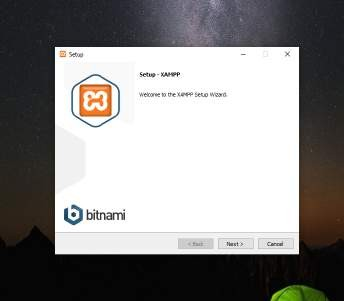 Setup
Setup - XAMPP
Welcome to the XAMPP Setup Wizard.
bitnami
< Back
Next >
Cancel